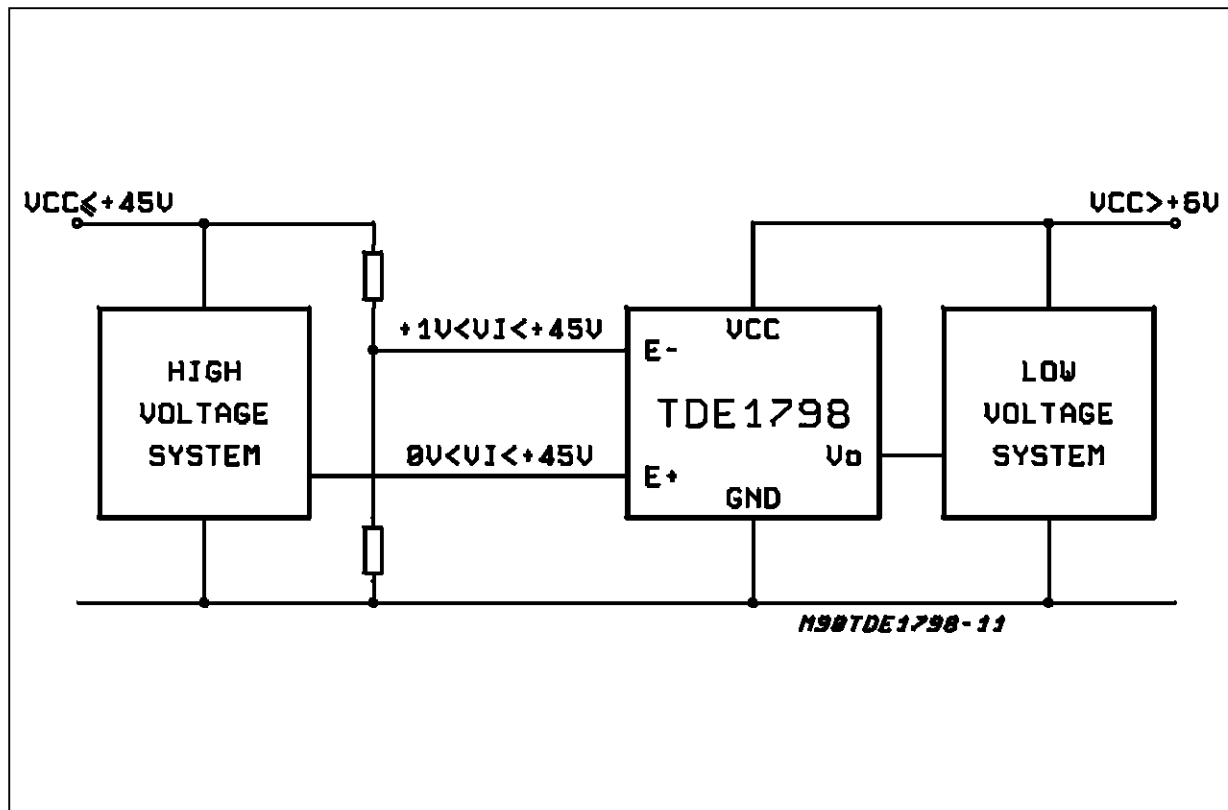 VCC≤+45V
VCC>+6V
+1V<VI<+45V
VCC
E-
HIGH
VOLTAGE
SYSTEM
TDE1798
LOW
VOLTAGE
SYSTEM
0V<VI<+45V
Vo
E+
GND
M90TDE1798-11